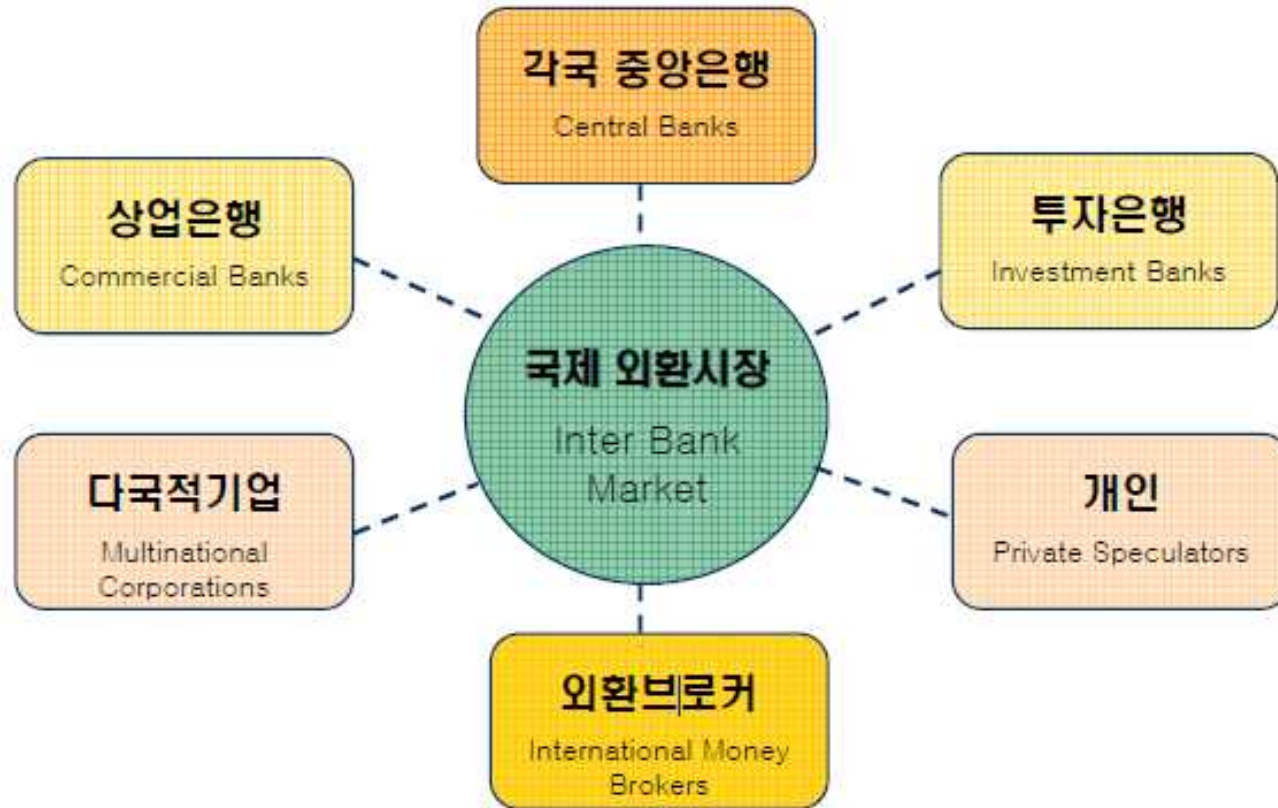 각국 중앙은행
Central Banks
상업은행
Commercial Banks
투자은행
Investment Banks
국제 외환시장
Inter Bank
Market
다국적기업
Multinational
Corporations
개인
Private Speculators
외환브로커
International Money
Brokers